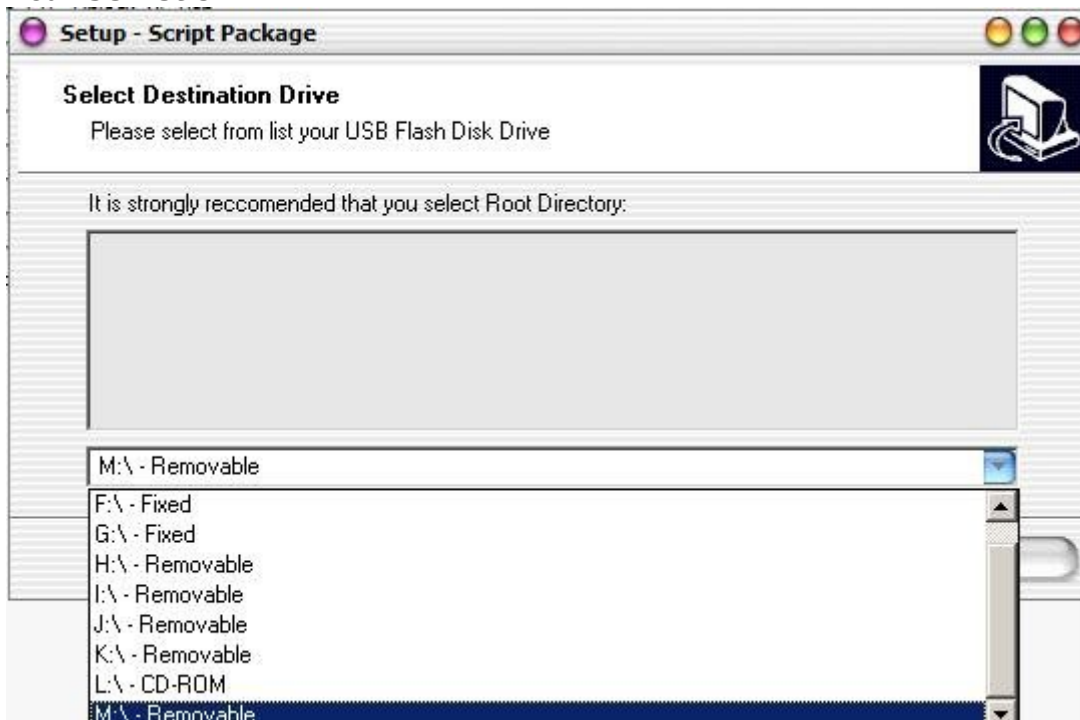 Setup - Script Package
Select Destination Drive
Please select from list your USB Flash Disk Drive
It is strongly reccomended that you select Root Directory:
M:\ - Removable
F:\ - Fixed
G:\ - Fixed
H:\ - Removable
I:\ - Removable
J:\ - Removable
K:\ - Removable
L:\ - CD-ROM
M:\ - Removable